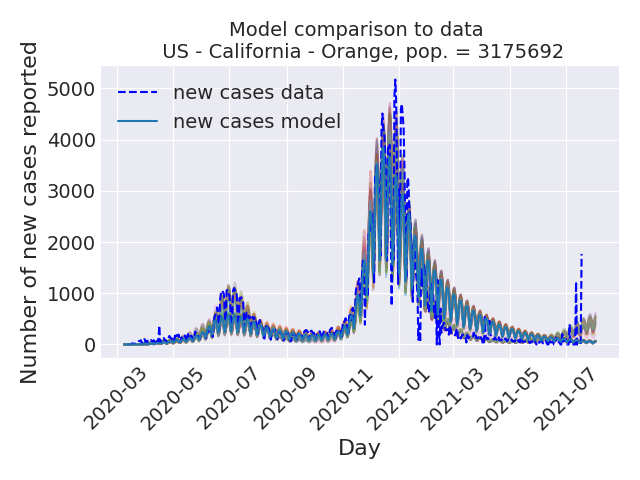 Model comparison to data
US - California - Orange, pop. = 3175692
Number of new cases reported
5000
4000
3000
2000
1000
0
new cases data
new cases model
2020-03
2020-05
2020-07
2020-09
2020-11
2021-01
2021-03
2021-05
2021-07
Day